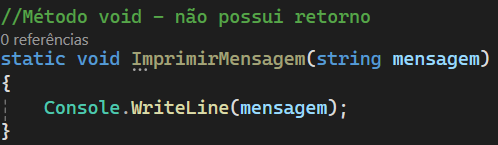 //Método void - não possui retorno
0 referências
static void ImprimirMensagem(string mensagem)
{
    Console.WriteLine(mensagem);
}